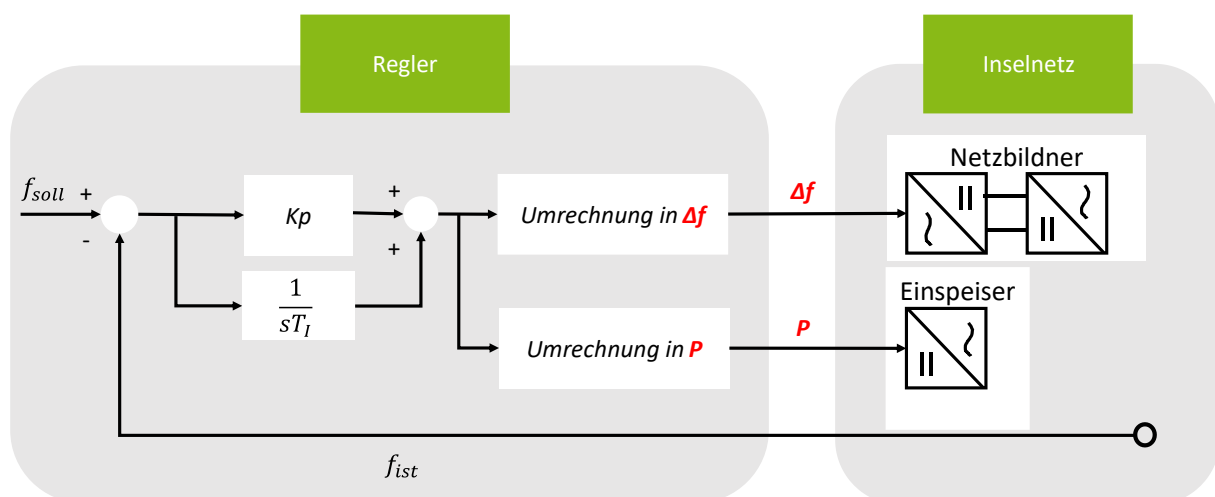 Regler
Inselnetz
Netzbildner
f_soll
+
-
Kp
+
+
Umrechnung in Δf
Δf
1
sT_I
Einspeiser
Umrechnung in P
P
f_ist